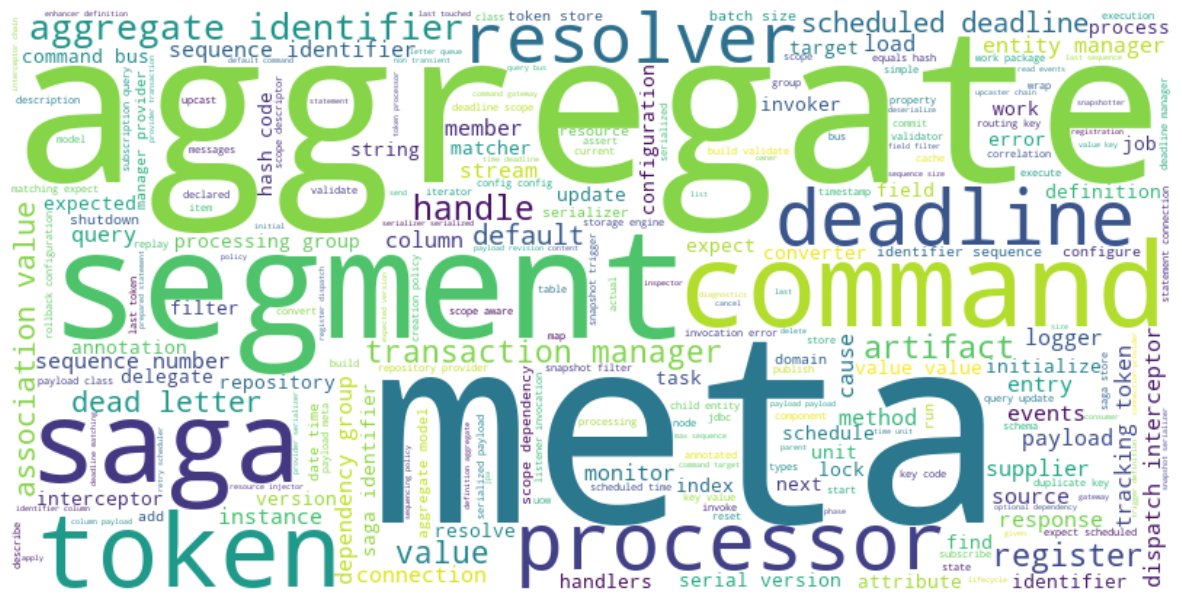 enhancer definition
last touched
class
token store
batch size
scheduled deadline
execution
process
aggregate identifier
resolver
command bus
sequence identifier
letter queue
non transient
default command
target
load
equals hash
entity manager
work package
last sequence
scope
interceptor chain
aggregate
description
subscription query
manager provider
provider transaction
upcast
hash code
scope descriptor
statement
token processor
query bus
command gateway
deadline scope
wrap
simple
read events
upcaster chain
snapshotter
group
property
deserialize
invoker
work
routing key
deadline manager
member
matcher
resource
assert
current
configuration
serialized
bus
commit
validator
field filter
error
registration
value key
job
correlation
model
messages
string
time deadline
build validate
owner
cache
stream
matching expect
declared
validate
iterator
config config
update
list
sequence size
execute
expected
item
send
timestamp
field
definition
shutdown
initial
handle
serializer
serializer serialized
storage engine
deadline
query
replay
processing group
column
default
payload revision
content
expect
converter
identifier sequence
configure
statement connection
association value
rollback configuration
policy
segment
command
last token
prepared statement
filter
convert
register dispatch
expected version
creation policy
scope aware
inspector
table
map
snapshot trigger
actual
diagnostics
cancel
last
annotation
invocation error
delete
size
transaction manager
store
artifact
logger
sequence number
build
repository provider
snapshot filter
domain
publish
cause
value value
initialize
payload class
delegate
repository
task
saga store
entry
query update
dead letter
meta
saga
dependency group
saga identifier
date time
payload meta
aggregate model
sequencing policy
definition aggregate
serialized payload
jpa
uow
listener invocation
processing
scope dependency
child entity
jdbc
node
max sequence
payload payload
component
method
schedule
time unit
parent
unit
events
schema
consumer
payload
tracking token
dispatch interceptor
snapshot serializer
deadline matching
retry scheduler
provider serializer
resource injector
monitor
scheduled time
annotated
command target
types
lock
key code
next
supplier
duplicate key
interceptor
version
index
key value
invoke
reset
start
phase
source
gateway
optional dependency
identifier column
column payload
add
instance
token
resolve
value
processor
response
given
expect scheduled
describe
apply
find
subscribe
state
register
connection
handlers
serial version
attribute
lifecycle
identifier